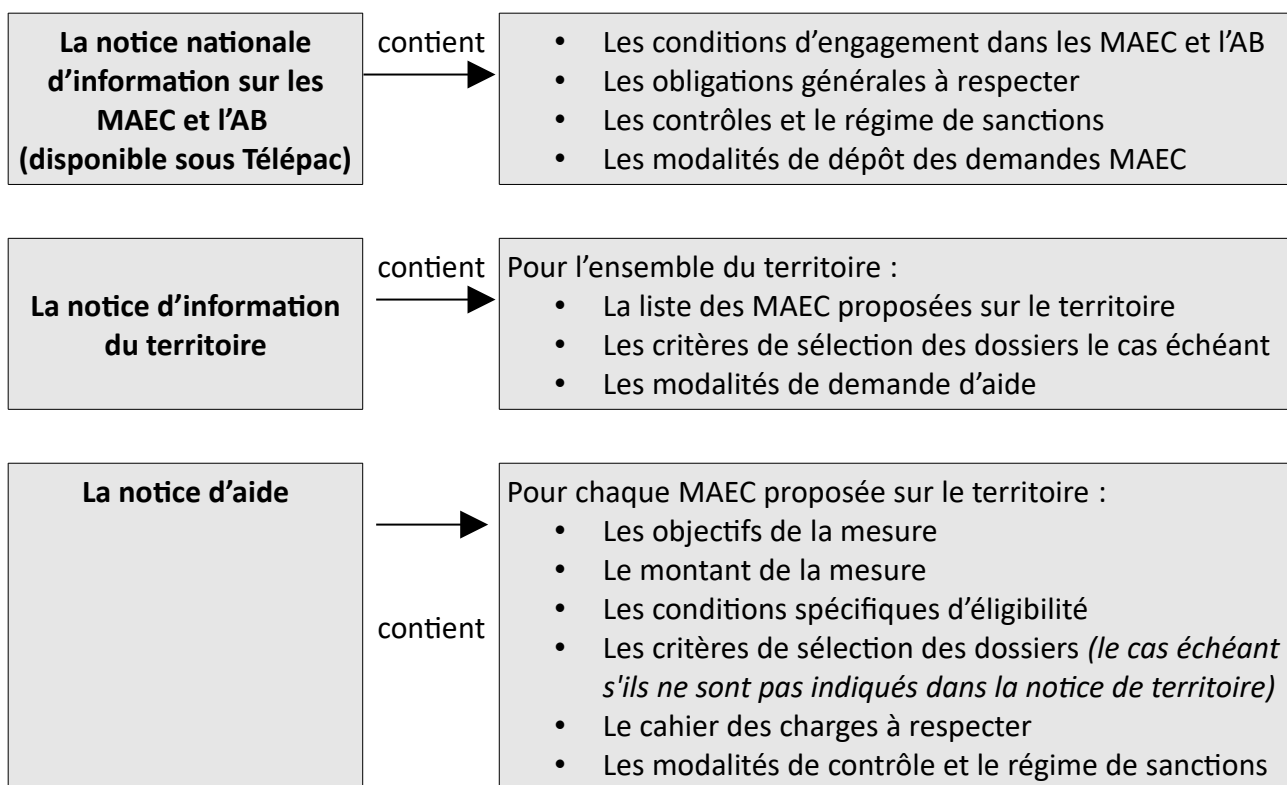 La notice nationale
d’information sur les
MAEC et l’AB
(disponible sous Télépac)
contient
• Les conditions d’engagement dans les MAEC et l’AB
• Les obligations générales à respecter
• Les contrôles et le régime de sanctions
• Les modalités de dépôt des demandes MAEC
La notice d’information
du territoire
contient
Pour l’ensemble du territoire :
• La liste des MAEC proposées sur le territoire
• Les critères de sélection des dossiers le cas échéant
• Les modalités de demande d’aide
La notice d’aide
contient
Pour chaque MAEC proposée sur le territoire :
• Les objectifs de la mesure
• Le montant de la mesure
• Les conditions spécifiques d’éligibilité
• Les critères de sélection des dossiers (le cas échéant
s'ils ne sont pas indiqués dans la notice de territoire)
• Le cahier des charges à respecter
• Les modalités de contrôle et le régime de sanctions